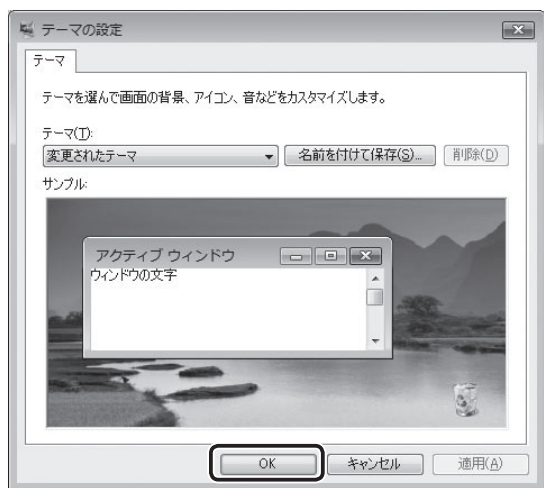 テーマの設定
テーマ
テーマを選んで画面の背景、アイコン、音などをカスタマイズします。
テーマ(T):
変更されたテーマ 名前を付けて保存(S)... 削除(D)
サンプル:
アクティブ ウィンドウ
ウィンドウの文字
OK キャンセル 適用(A)